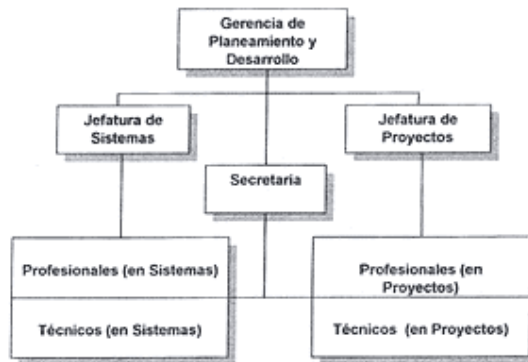 Gerencia de
Planeamiento y
Desarrollo
Jefatura de
Sistemas
Jefatura de
Proyectos
Secretaria
Profesionales (en Sistemas)
Técnicos (en Sistemas)
Profesionales (en
Proyectos)
Técnicos (en Proyectos)